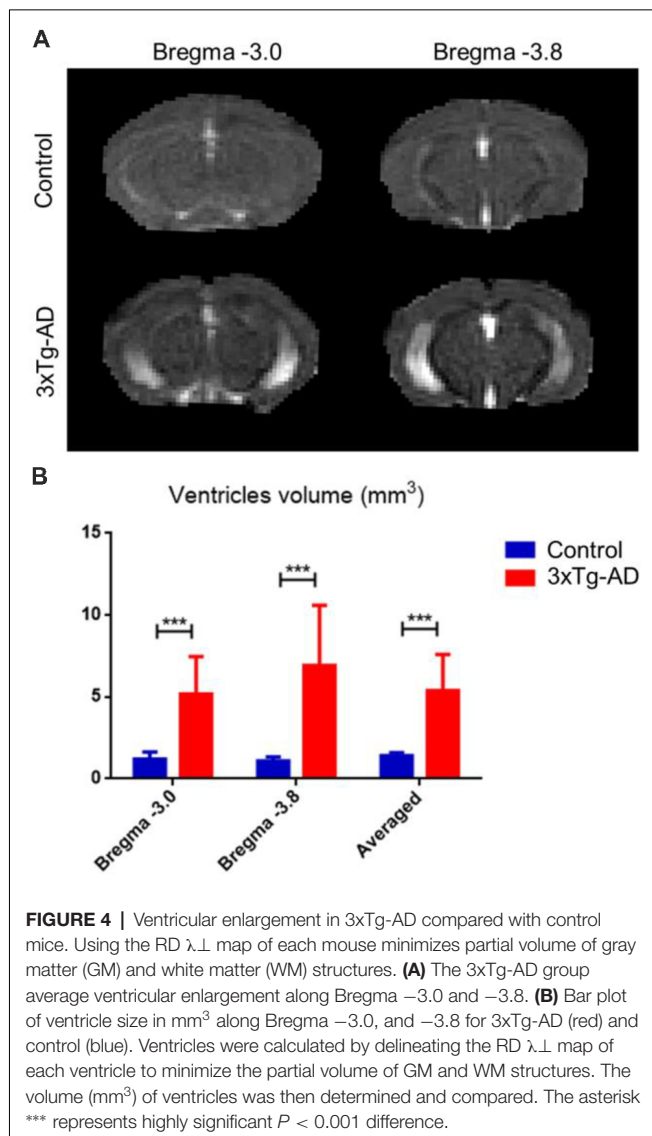 A
Bregma -3.0 Bregma -3.8
Control
3xTg-AD
B
Ventricles volume (mm³)
15
10
5
0
*** *** ***
Control
3xTg-AD
Bregma -3.0
Bregma -3.8
Averaged
FIGURE 4 | Ventricular enlargement in 3xTg-AD compared with control
mice. Using the RD λ⊥ map of each mouse minimizes partial volume of gray
matter (GM) and white matter (WM) structures. (A) The 3xTg-AD group
average ventricular enlargement along Bregma −3.0 and −3.8. (B) Bar plot
of ventricle size in mm³ along Bregma −3.0, and −3.8 for 3xTg-AD (red) and
control (blue). Ventricles were calculated by delineating the RD λ⊥ map of
each ventricle to minimize the partial volume of GM and WM structures. The
volume (mm³) of ventricles was then determined and compared. The asterisk
*** represents highly significant P < 0.001 difference.